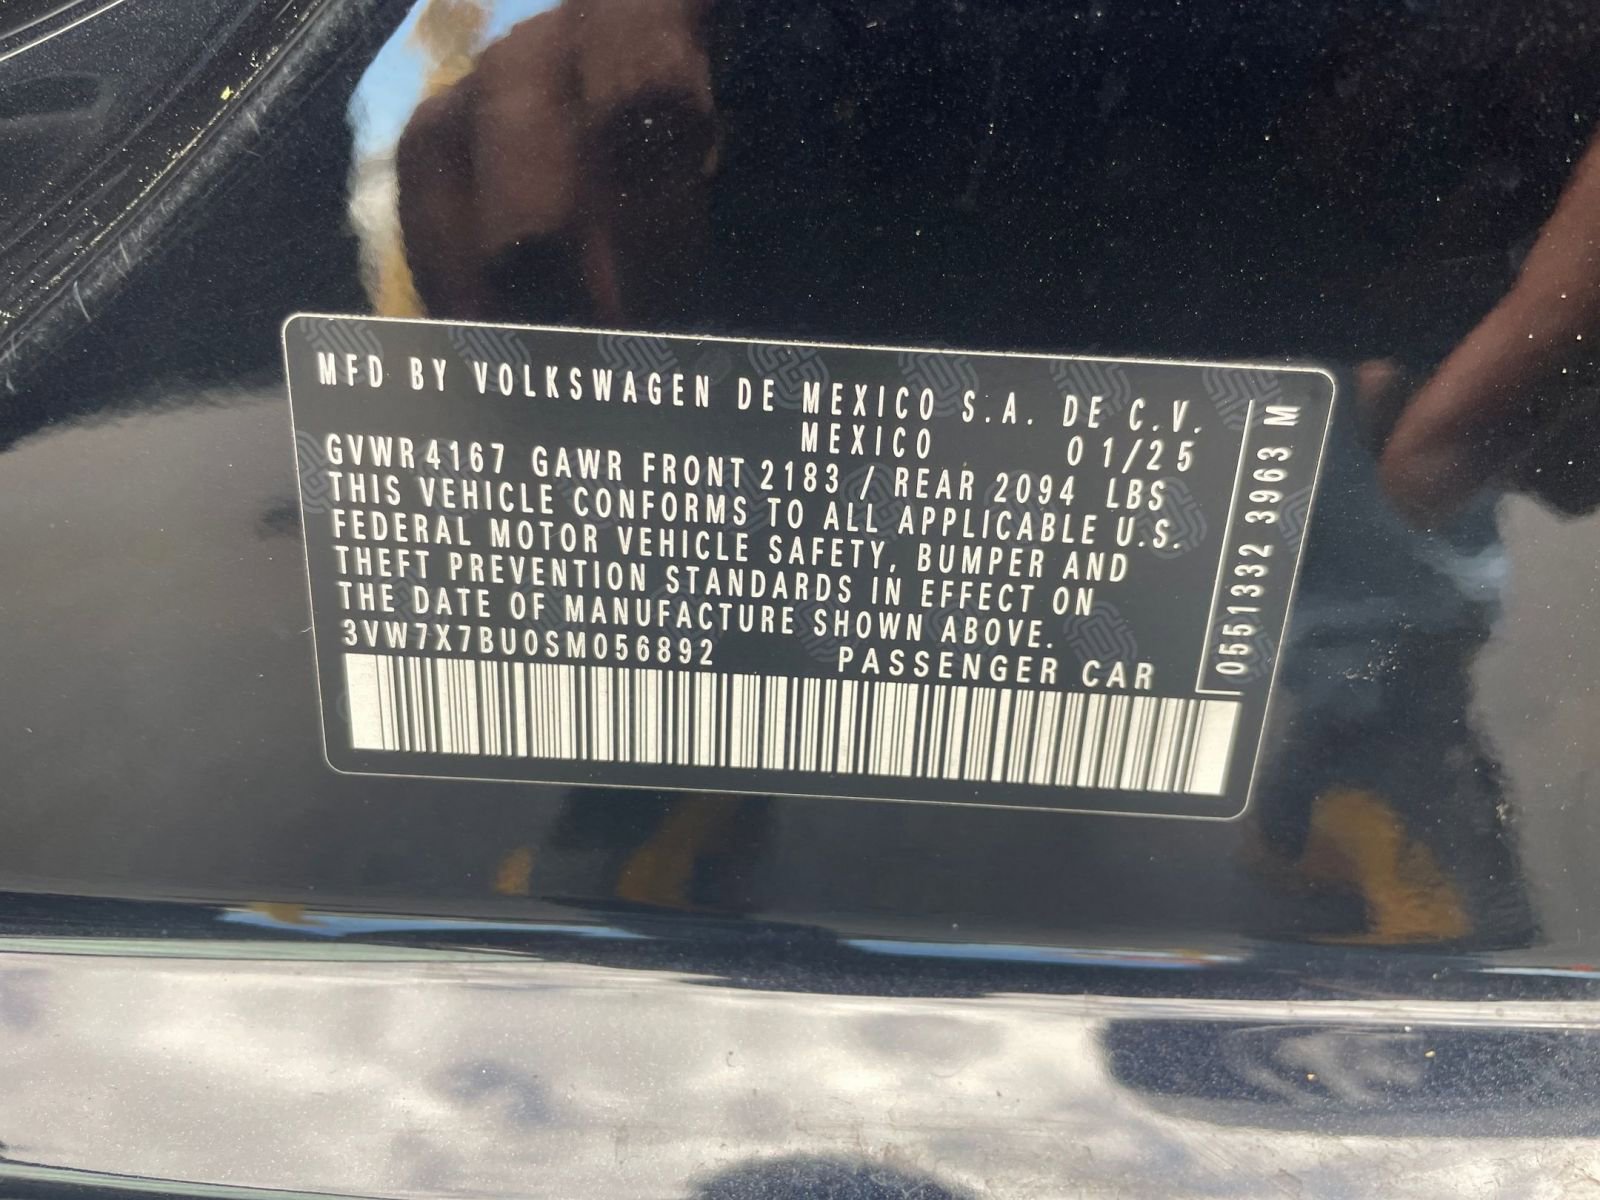 MFD BY VOLKSWAGEN DE MEXICO S.A. DE C.V.
MEXICO 01/25
GVWR 4167 GAWR FRONT 2183 / REAR 2094 LBS
THIS VEHICLE CONFORMS TO ALL APPLICABLE U.S.
FEDERAL MOTOR VEHICLE SAFETY, BUMPER AND
THEFT PREVENTION STANDARDS IN EFFECT ON
THE DATE OF MANUFACTURE SHOWN ABOVE.
3VW7X7BU0SM056892 PASSENGER CAR
0551332 3963 M